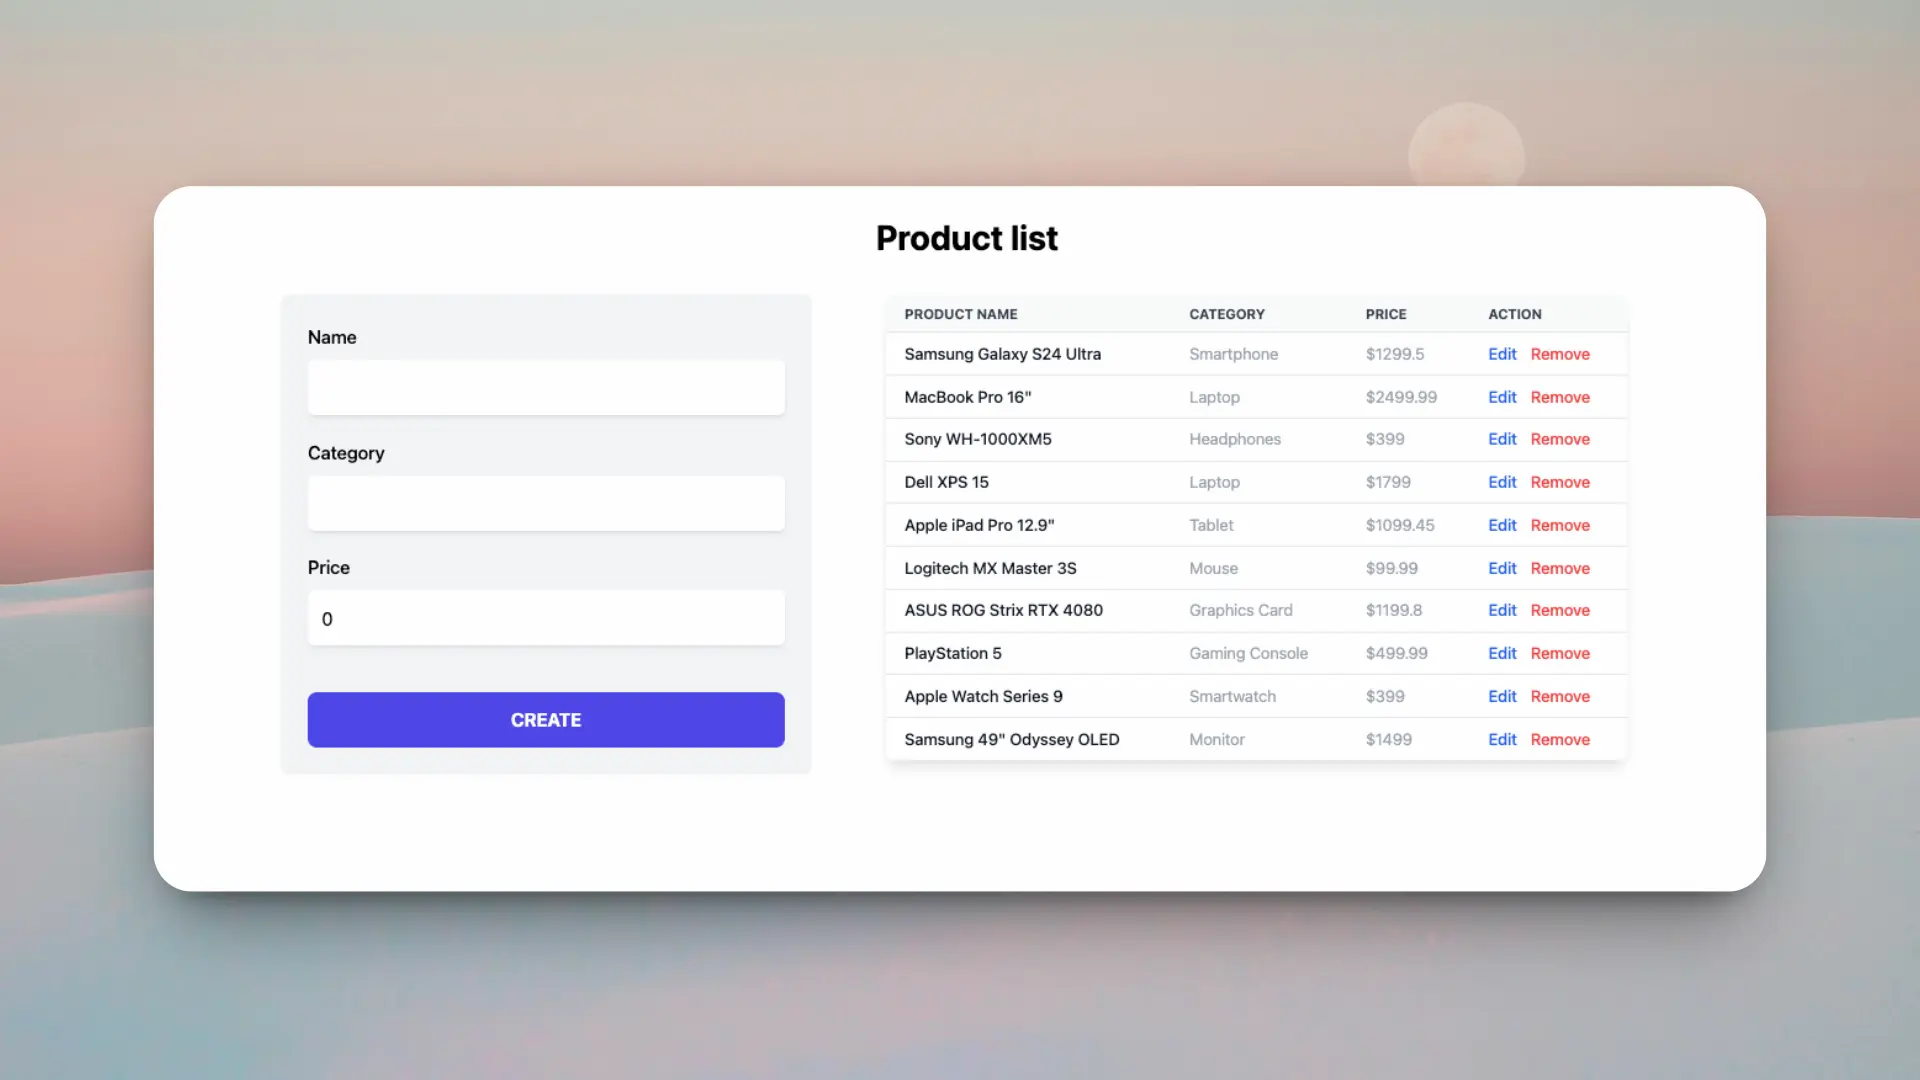 Product list
Name
Category
Price
0
CREATE
PRODUCT NAME CATEGORY PRICE ACTION
Samsung Galaxy S24 Ultra Smartphone $1299.5 Edit Remove
MacBook Pro 16" Laptop $2499.99 Edit Remove
Sony WH-1000XM5 Headphones $399 Edit Remove
Dell XPS 15 Laptop $1799 Edit Remove
Apple iPad Pro 12.9" Tablet $1099.45 Edit Remove
Logitech MX Master 3S Mouse $99.99 Edit Remove
ASUS ROG Strix RTX 4080 Graphics Card $1199.8 Edit Remove
PlayStation 5 Gaming Console $499.99 Edit Remove
Apple Watch Series 9 Smartwatch $399 Edit Remove
Samsung 49" Odyssey OLED Monitor $1499 Edit Remove